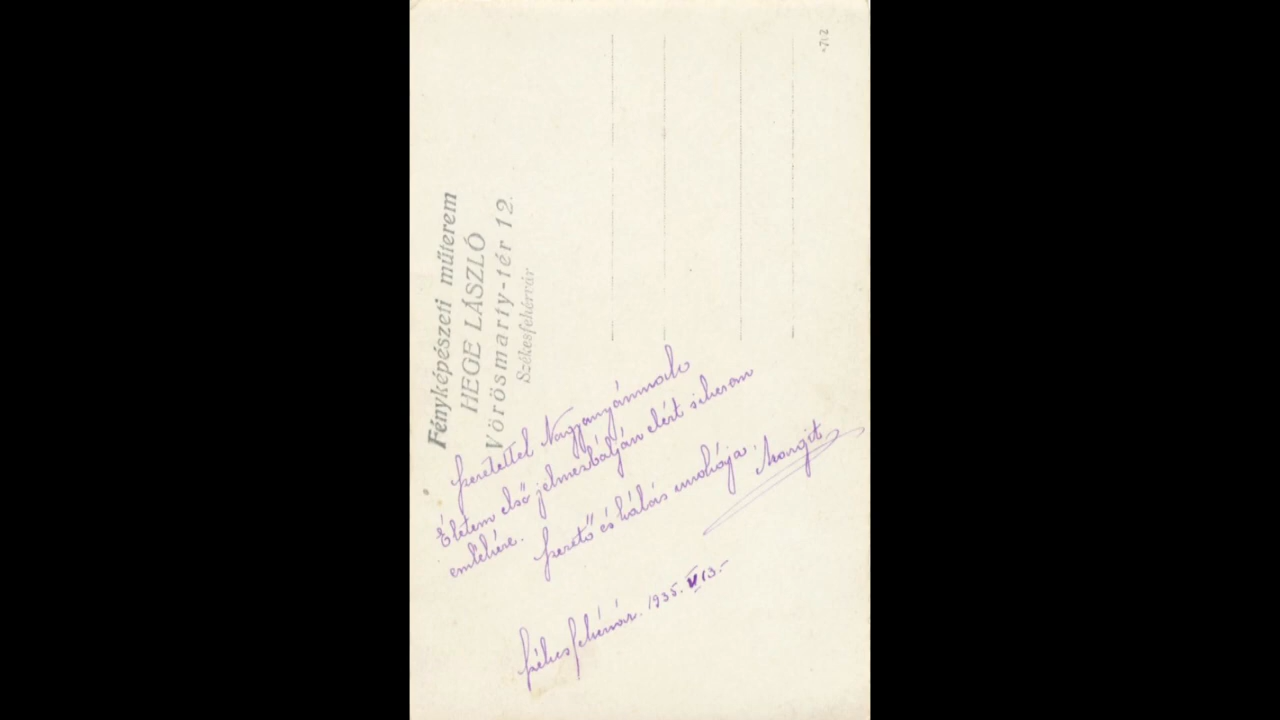 Fényképészeti műterem
HEGE LÁSZLÓ
Vörösmarty-tér 12.
Székesfehérvár
Szeretettel Nagyanyámnak
Életem első jelmezbálján elért sikerem
emlékére.
Szerető és hálás unokája. Margit
Székesfehérvár. 1935. VI 13.-